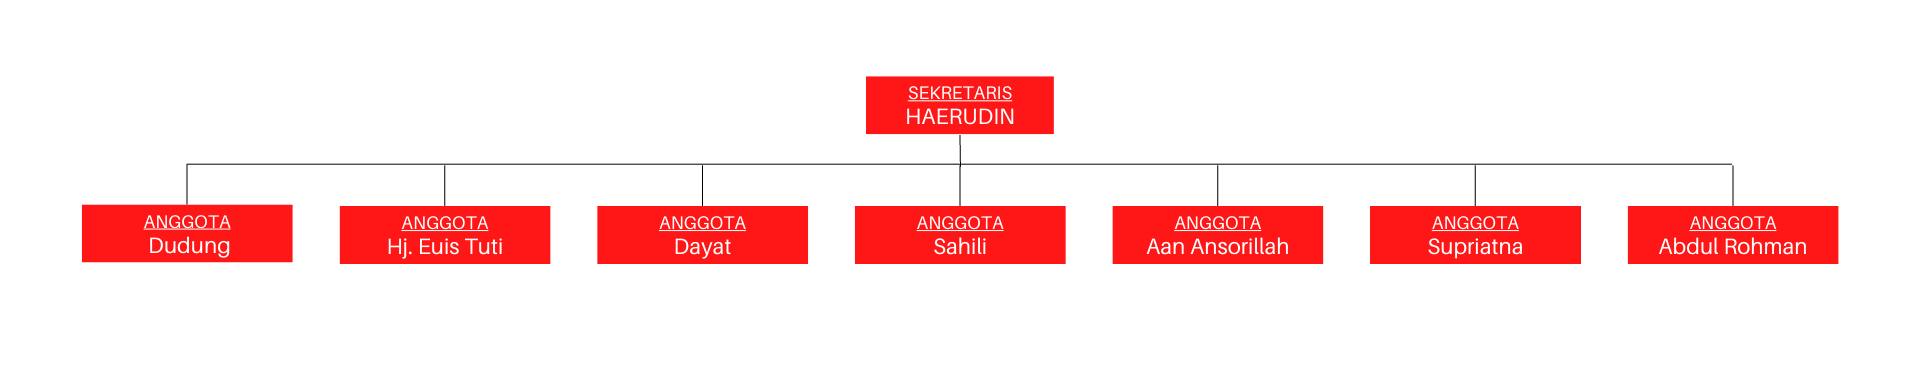 SEKRETARIS
HAERUDIN
ANGGOTA
Dudung
ANGGOTA
Hj. Euis Tuti
ANGGOTA
Dayat
ANGGOTA
Sahili
ANGGOTA
Aan Ansorillah
ANGGOTA
Supriatna
ANGGOTA
Abdul Rohman